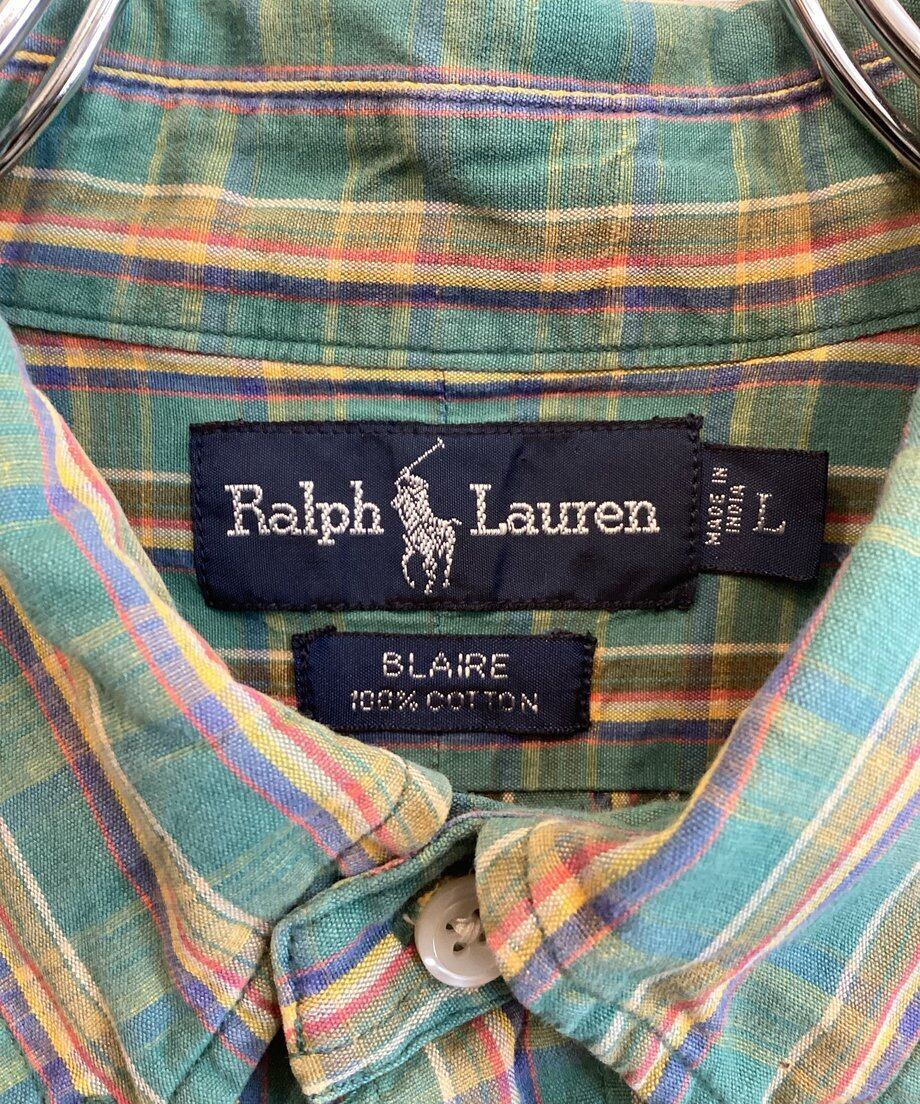 Ralph Lauren
MADE IN
INDIA
L
BLAIRE
100% COTTON